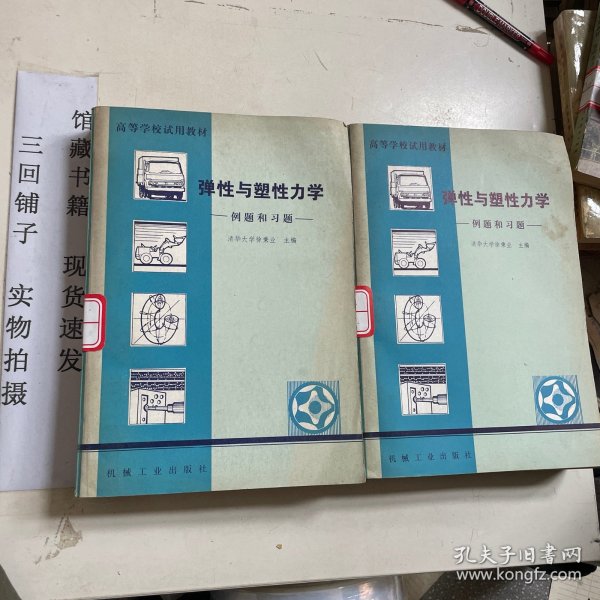 馆藏书籍 现货速发
三回铺子 实物拍摄
高等学校试用教材
弹性与塑性力学
—例题和习题—
清华大学徐秉业 主编
机械工业出版社
高等学校试用教材
弹性与塑性力学
—例题和习题—
清华大学徐秉业 主编
机械工业出版社
孔夫子旧书网
www.kongfz.com